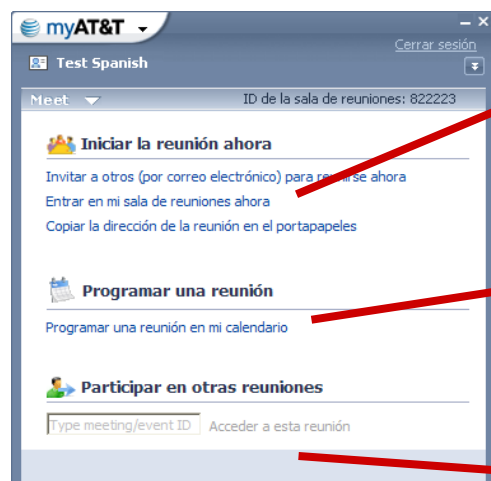 myAT&T
Cerrar sesión
Test Spanish
Meet ID de la sala de reuniones: 822223
Iniciar la reunión ahora
Invitar a otros (por correo electrónico) para reunirse ahora
Entrar en mi sala de reuniones ahora
Copiar la dirección de la reunión en el portapapeles
Programar una reunión
Programar una reunión en mi calendario
Participar en otras reuniones
Type meeting/event ID Acceder a esta reunión